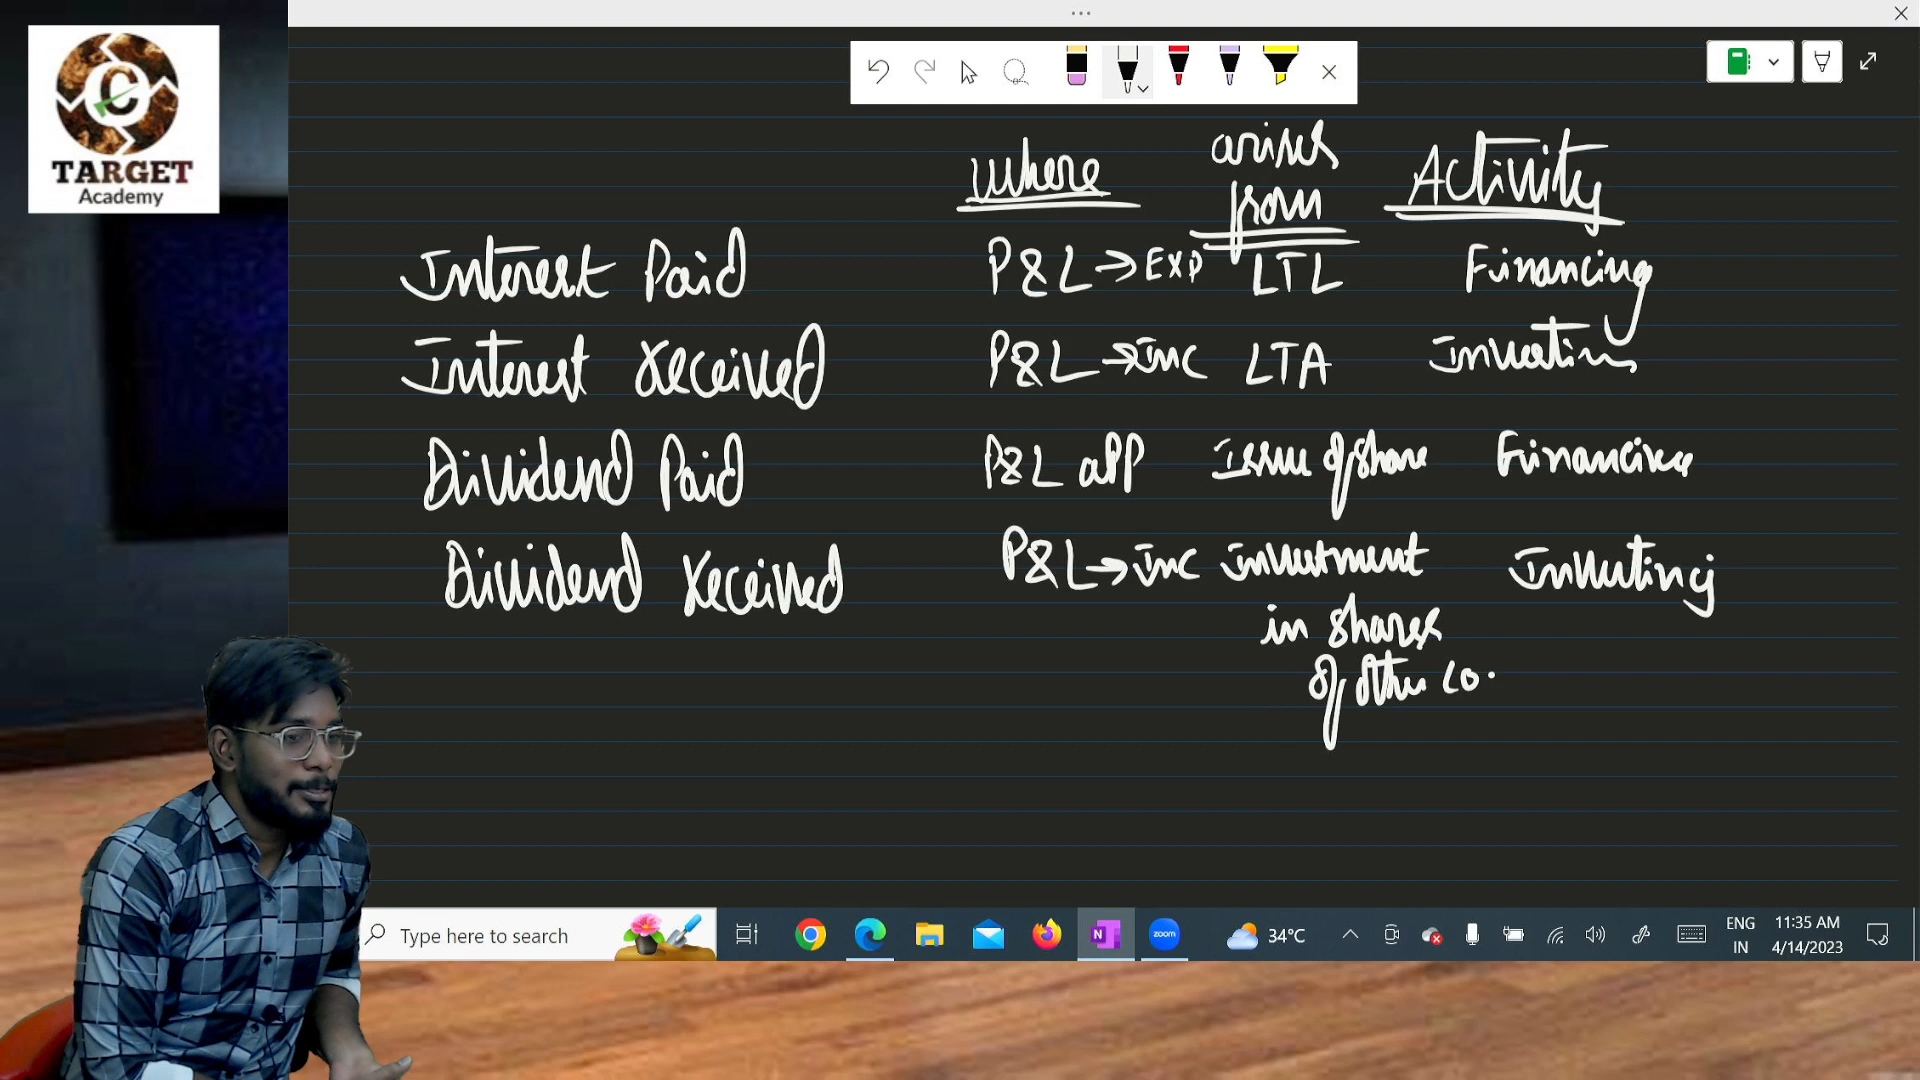 TARGET
Academy
Where arises from Activity
Interest Paid P&L → Exp LTL Financing
Interest received P&L → inc LTA Investing
Dividend Paid P&L app Issue of share Financing
Dividend received P&L → inc investment in shares of other co. Investing
Type here to search
N
zoom
34°C
ENG
IN
11:35 AM
4/14/2023